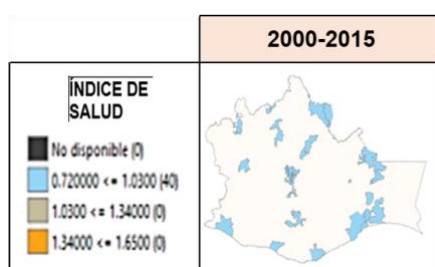 2000-2015
ÍNDICE DE
SALUD
No disponible (0)
0.720000 <= 1.0300 (40)
1.0300 <= 1.34000 (0)
1.34000 <= 1.6500 (0)